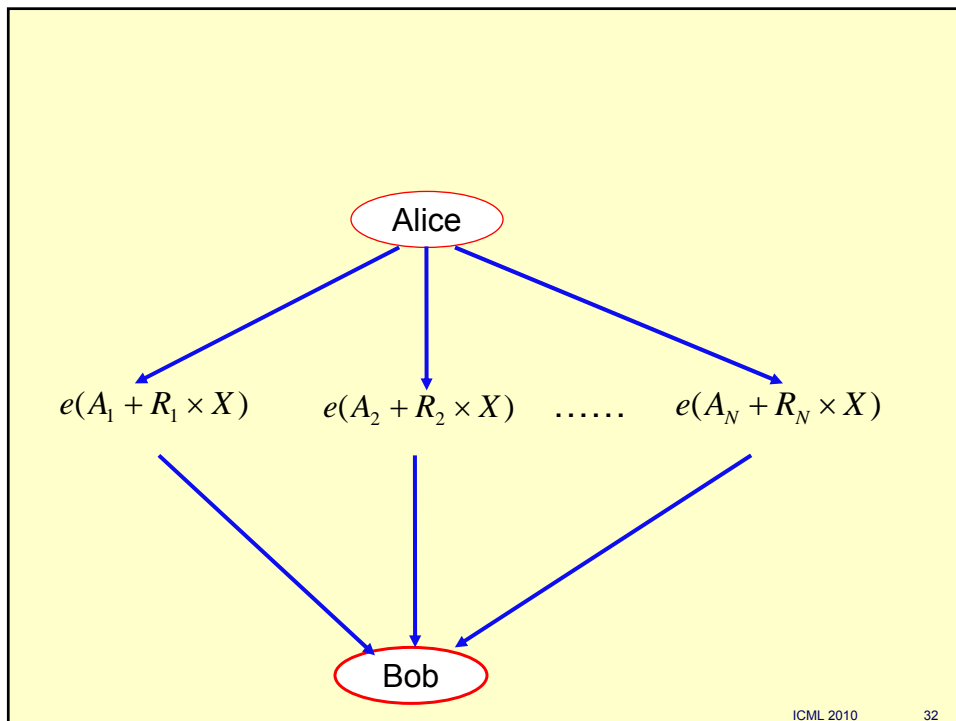 Alice
e(A₁ + R₁ × X) e(A₂ + R₂ × X) ...... e(A_N + R_N × X)
Bob
ICML 2010 32